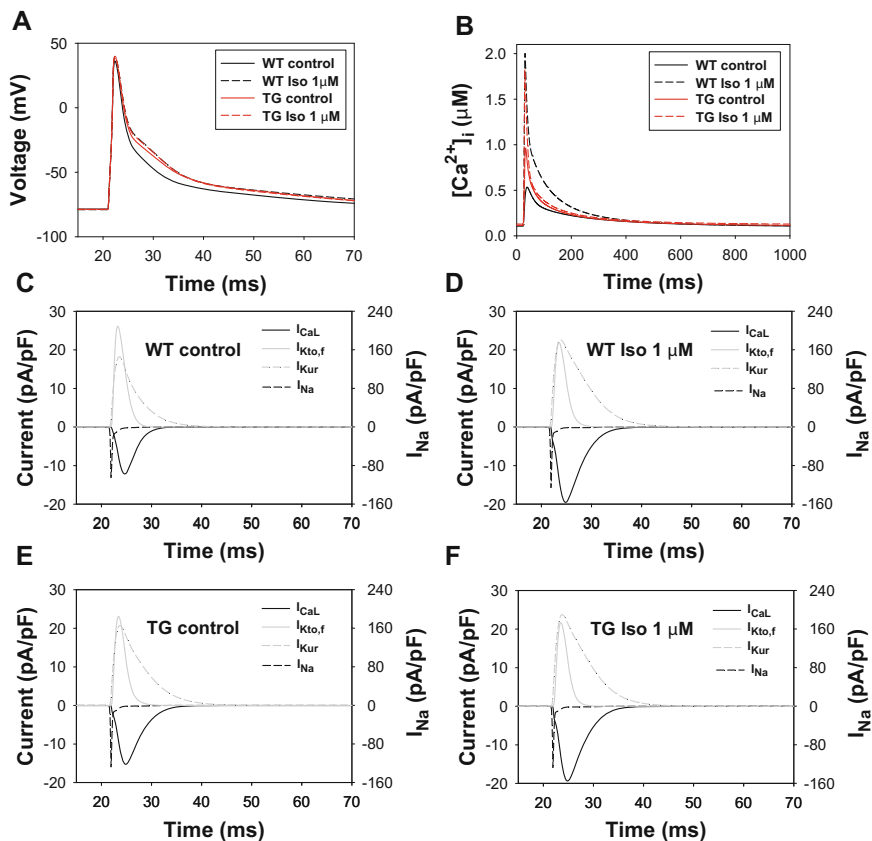 A
Voltage (mV)
50
0
-50
-100
WT control
WT Iso 1μM
TG control
TG Iso 1 μM
20
30
40
50
60
70
Time (ms)
B
[Ca2+]i (μM)
2.0
1.5
1.0
0.5
0.0
WT control
WT Iso 1 μM
TG control
TG Iso 1 μM
0
200
400
600
800
1000
Time (ms)
C
Current (pA/pF)
30
20
10
0
-10
-20
WT control
ICaL
IKto,f
IKur
INa
240
160
80
0
-80
-160
INa (pA/pF)
20
30
40
50
60
70
Time (ms)
D
Current (pA/pF)
30
20
10
0
-10
-20
WT Iso 1 μM
ICaL
IKto,f
IKur
INa
240
160
80
0
-80
-160
INa (pA/pF)
20
30
40
50
60
70
Time (ms)
E
Current (pA/pF)
30
20
10
0
-10
-20
TG control
ICaL
IKto,f
IKur
INa
240
160
80
0
-80
-160
INa (pA/pF)
20
30
40
50
60
70
Time (ms)
F
Current (pA/pF)
30
20
10
0
-10
-20
TG Iso 1 μM
ICaL
IKto,f
IKur
INa
240
160
80
0
-80
-160
INa (pA/pF)
20
30
40
50
60
70
Time (ms)